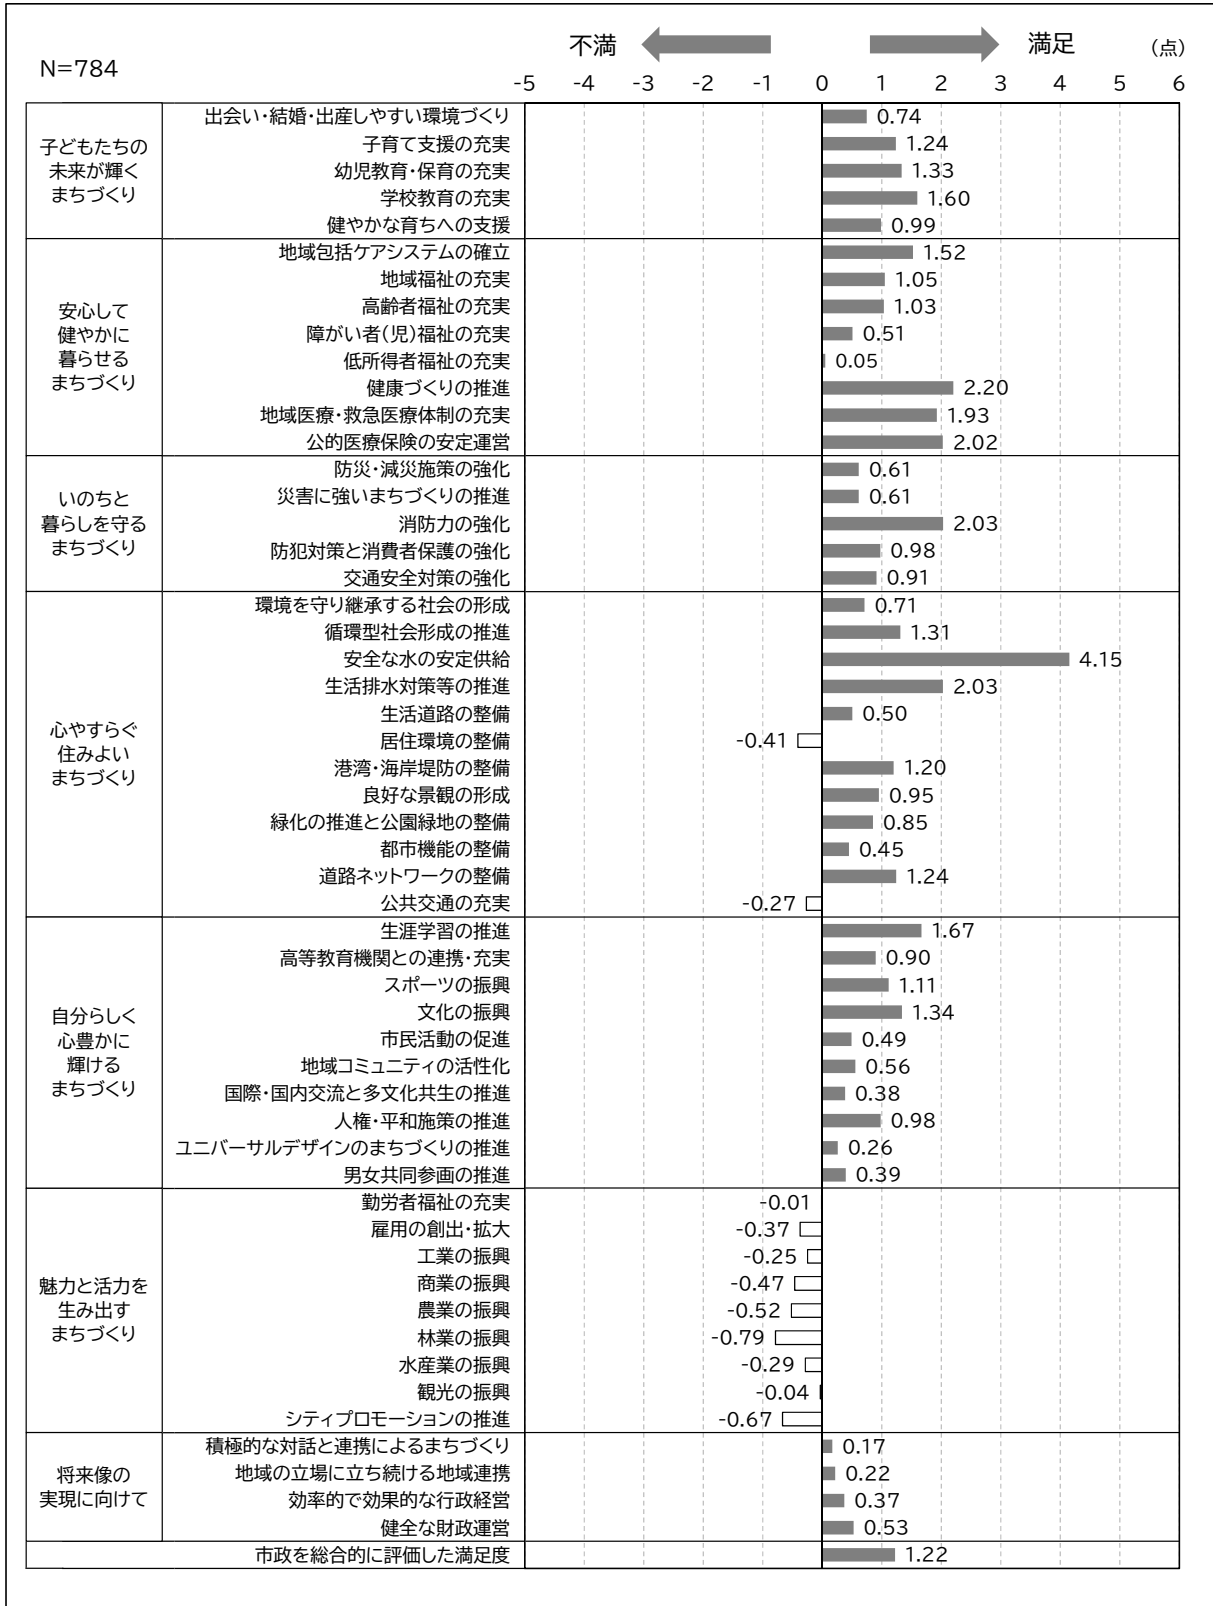 不満 満足 (点)
N=784
-5 -4 -3 -2 -1 0 1 2 3 4 5 6
子どもたちの
未来が輝く
まちづくり
出会い・結婚・出産しやすい環境づくり 0.74
子育て支援の充実 1.24
幼児教育・保育の充実 1.33
学校教育の充実 1.60
健やかな育ちへの支援 0.99
安心して
健やかに
暮らせる
まちづくり
地域包括ケアシステムの確立 1.52
地域福祉の充実 1.05
高齢者福祉の充実 1.03
障がい者(児)福祉の充実 0.51
低所得者福祉の充実 0.05
健康づくりの推進 2.20
地域医療・救急医療体制の充実 1.93
公的医療保険の安定運営 2.02
いのちと
暮らしを守る
まちづくり
防災・減災施策の強化 0.61
災害に強いまちづくりの推進 0.61
消防力の強化 2.03
防犯対策と消費者保護の強化 0.98
交通安全対策の強化 0.91
心やすらぐ
住みよい
まちづくり
環境を守り継承する社会の形成 0.71
循環型社会形成の推進 1.31
安全な水の安定供給 4.15
生活排水対策等の推進 2.03
生活道路の整備 0.50
居住環境の整備 -0.41
港湾・海岸堤防の整備 1.20
良好な景観の形成 0.95
緑化の推進と公園緑地の整備 0.85
都市機能の整備 0.45
道路ネットワークの整備 1.24
公共交通の充実 -0.27
自分らしく
心豊かに
輝ける
まちづくり
生涯学習の推進 1.67
高等教育機関との連携・充実 0.90
スポーツの振興 1.11
文化の振興 1.34
市民活動の促進 0.49
地域コミュニティの活性化 0.56
国際・国内交流と多文化共生の推進 0.38
人権・平和施策の推進 0.98
ユニバーサルデザインのまちづくりの推進 0.26
男女共同参画の推進 0.39
魅力と活力を
生み出す
まちづくり
勤労者福祉の充実 -0.01
雇用の創出・拡大 -0.37
工業の振興 -0.25
商業の振興 -0.47
農業の振興 -0.52
林業の振興 -0.79
水産業の振興 -0.29
観光の振興 -0.04
シティプロモーションの推進 -0.67
将来像の
実現に向けて
積極的な対話と連携によるまちづくり 0.17
地域の立場に立ち続ける地域連携 0.22
効率的で効果的な行政経営 0.37
健全な財政運営 0.53
市政を総合的に評価した満足度 1.22